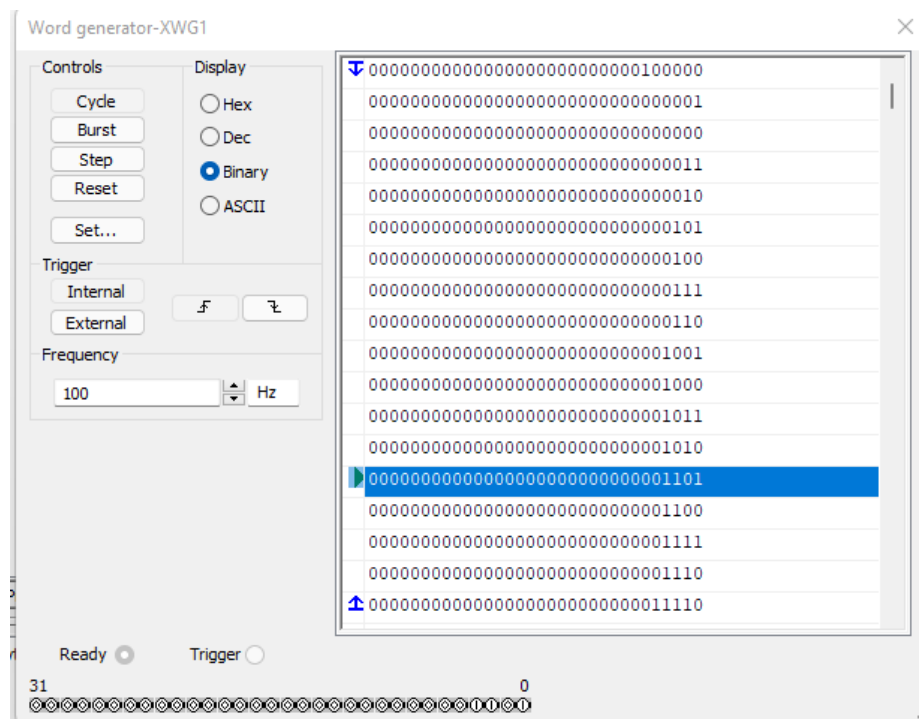 Word generator-XWG1
Controls
Cycle
Burst
Step
Reset
Set...
Display
Hex
Dec
Binary
ASCII
Trigger
Internal
External
Frequency
100
Hz
00000000000000000000000000100000
00000000000000000000000000000001
00000000000000000000000000000000
00000000000000000000000000000011
00000000000000000000000000000010
00000000000000000000000000000101
00000000000000000000000000000100
00000000000000000000000000000111
00000000000000000000000000000110
00000000000000000000000000001001
00000000000000000000000000001000
00000000000000000000000000001011
00000000000000000000000000001010
00000000000000000000000000001101
00000000000000000000000000001100
00000000000000000000000000001111
00000000000000000000000000001110
00000000000000000000000000011110
Ready
Trigger
31 0
00000000000000000000000000001101